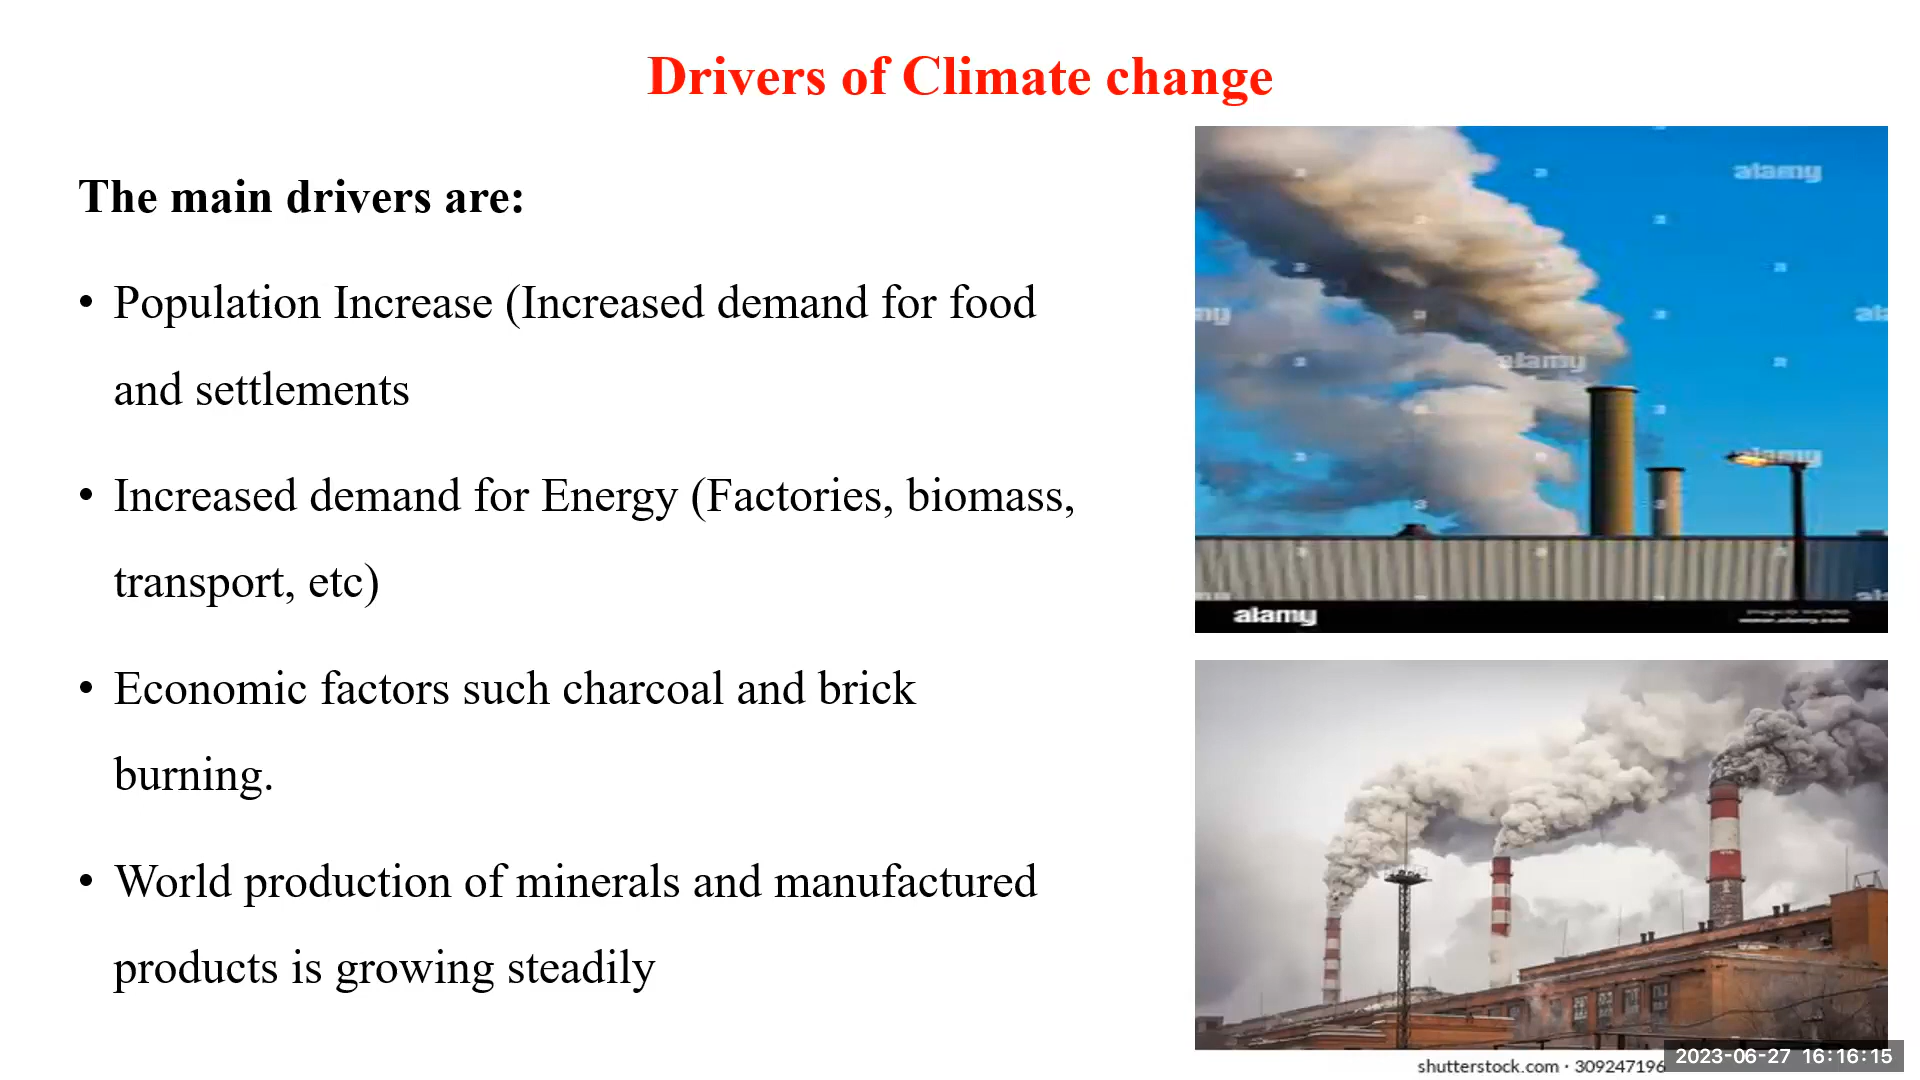 Drivers of Climate change
The main drivers are:
• Population Increase (Increased demand for food
and settlements
• Increased demand for Energy (Factories, biomass,
transport, etc)
• Economic factors such charcoal and brick
burning.
• World production of minerals and manufactured
products is growing steadily
alamy
alamy
alamy
alamy
shutterstock.com · 309247196
2023-06-27 16:16:15